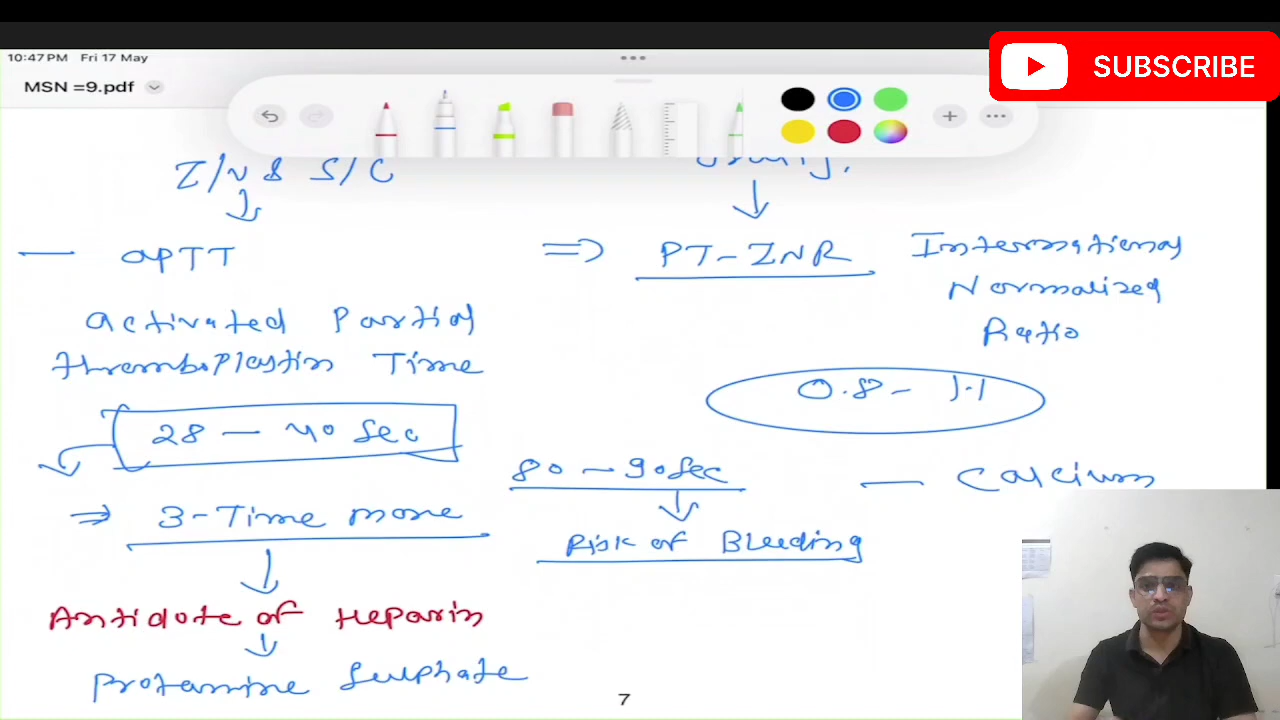 10:47 PM Fri 17 May
SUBSCRIBE
MSN =9.pdf
I/V & S/C
— aPTT
Activated Partial
thromboplastin Time
28 — 40 Sec
⇒ 3-Time more
Antidote of Heparin
Protamine Sulphate
⇒ PT-INR International
Normalized
Ratio
0.8 - 1.1
80 — 90 Sec
— Calcium
Risk of Bleeding
7